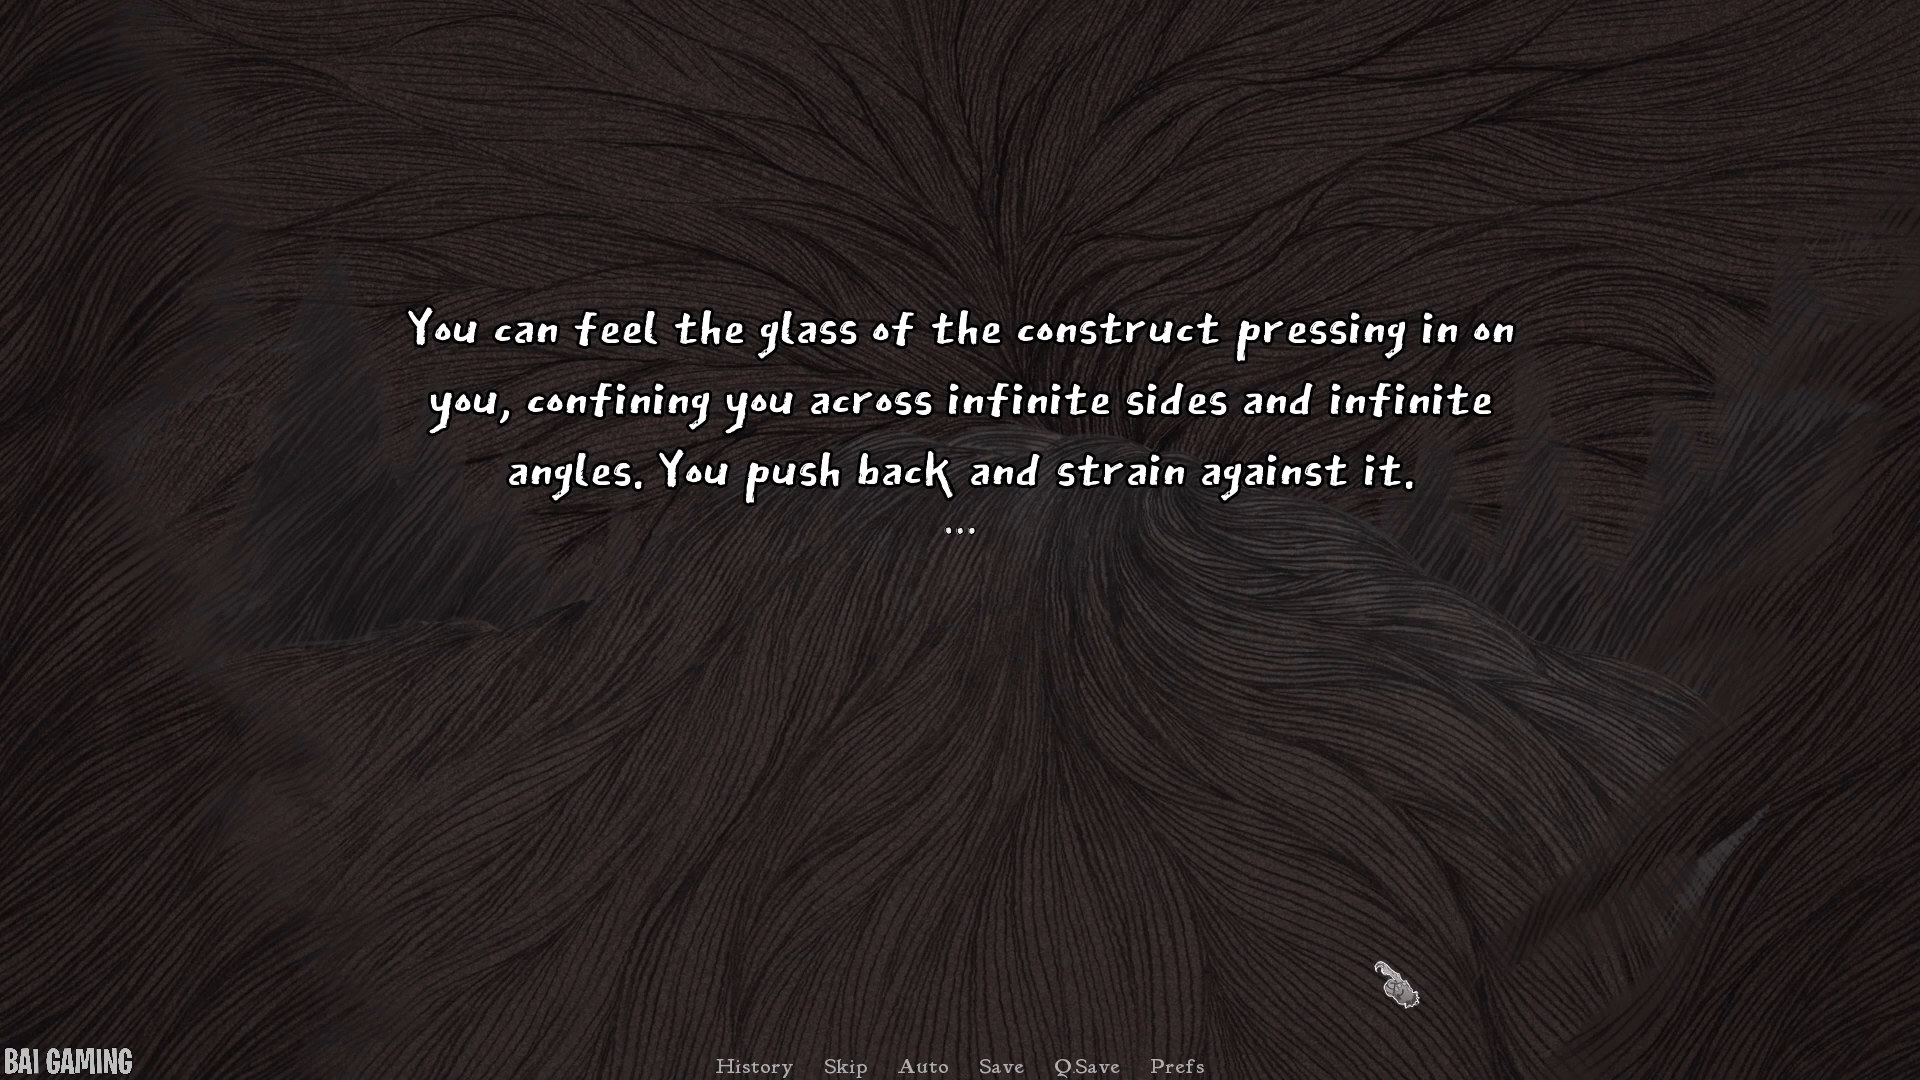 You can feel the glass of the construct pressing in on
you, confining you across infinite sides and infinite
angles. You push back and strain against it.
...
BAI GAMING
History Skip Auto Save Q.Save Prefs